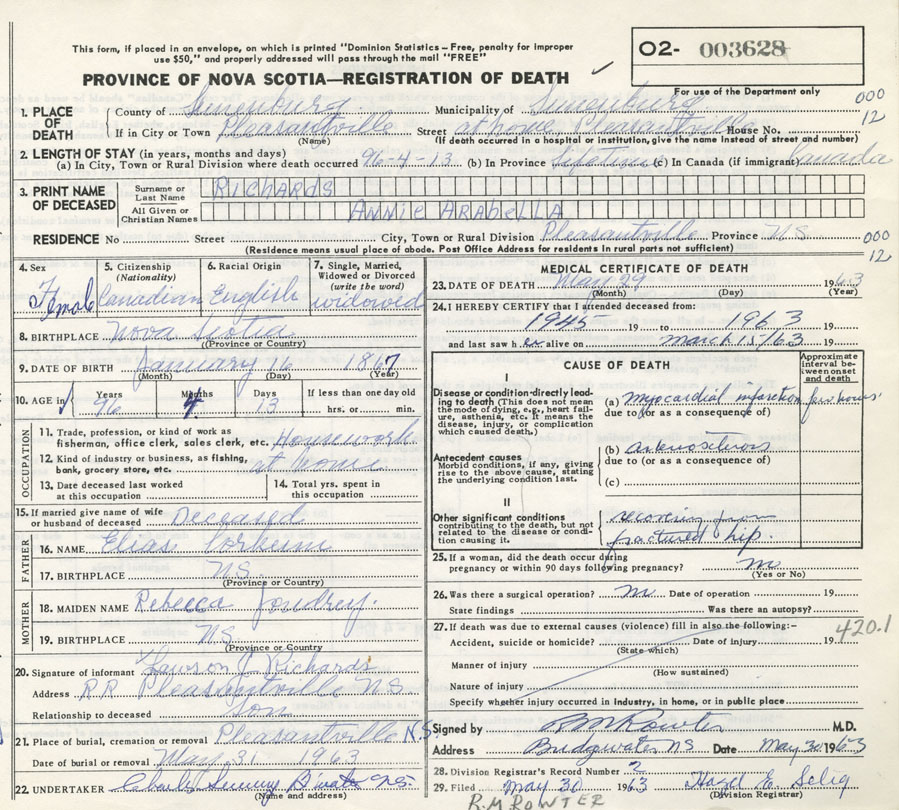 This form, if placed in an envelope, on which is printed "Dominion Statistics – Free, penalty for improper
use $50," and properly addressed will pass through the mail "FREE"
O2- 003628
PROVINCE OF NOVA SCOTIA—REGISTRATION OF DEATH
For use of the Department only
000
12
1. PLACE OF DEATH County of Lunenburg Municipality of Lunenburg
If in City or Town Pleasantville Street at home Pleasantville House No.
(Name) (If death occurred in a hospital or institution, give the name instead of street and number)
2. LENGTH OF STAY (in years, months and days)
(a) In City, Town or Rural Division where death occurred 96-4-13 (b) In Province Lifetime (c) In Canada (if immigrant) Canada
3. PRINT NAME OF DECEASED Surname or Last Name RICHARDS
All Given or Christian Names ANNIE ARABELLA
RESIDENCE No Street City, Town or Rural Division Pleasantville Province NS
(Residence means usual place of abode. Post Office Address for residents in rural parts not sufficient)
000
12
4. Sex Female
5. Citizenship (Nationality) Canadian
6. Racial Origin English
7. Single, Married, Widowed or Divorced (write the word) widowed
8. BIRTHPLACE Nova Scotia
(Province or Country)
9. DATE OF BIRTH January 16 1867
(Month) (Day) (Year)
10. AGE in Years 96 Months 4 Days 13 If less than one day old
hrs. or min.
OCCUPATION
11. Trade, profession, or kind of work as
fisherman, office clerk, sales clerk, etc. Housework
12. Kind of industry or business, as fishing,
bank, grocery store, etc. at home
13. Date deceased last worked
at this occupation
14. Total yrs. spent in
this occupation
15. If married give name of wife
or husband of deceased Deceased
FATHER
16. NAME Elias
17. BIRTHPLACE NS
(Province or Country)
MOTHER
18. MAIDEN NAME Rebecca Joudrey
19. BIRTHPLACE NS
(Province or Country)
20. Signature of informant Lawson J Richards
Address RR Pleasantville NS
Relationship to deceased Son
21. Place of burial, cremation or removal Pleasantville N.S.
Date of burial or removal May 31 1963
22. UNDERTAKER NS.
(Name and address)
MEDICAL CERTIFICATE OF DEATH
23. DATE OF DEATH May 29 1963
(Month) (Day) (Year)
24. I HEREBY CERTIFY that I attended deceased from:
1945 19 to 1963 19
and last saw her alive on March 15/63 19
CAUSE OF DEATH
Approximate interval between onset and death
I
Disease or condition directly leading to death (This does not mean
the mode of dying, e.g., heart failure, asthenia, etc. It means the
disease, injury, or complication
which caused death.)
(a) myocardial infarction few hours
due to (or as a consequence of)
Antecedent causes
Morbid conditions, if any, giving
rise to the above cause, stating
the underlying condition last.
(b)
due to (or as a consequence of)
(c)
II
Other significant conditions
contributing to the death, but not
related to the disease or condition causing it.
recovering from
fractured hip.
25. If a woman, did the death occur during
pregnancy or within 90 days following pregnancy? no
(Yes or No)
26. Was there a surgical operation? no Date of operation 19
State findings Was there an autopsy?
27. If death was due to external causes (violence) fill in also the following:–
420.1
Accident, suicide or homicide? Date of injury 19
(State which)
Manner of injury
(How sustained)
Nature of injury
Specify whether injury occurred in industry, in home, or in public place
Signed by M.D.
Address Bridgewater NS Date May 30 1963
28. Division Registrar's Record Number 2
29. Filed May 30 1963 Hazel E. Selig
(Division Registrar)
R.M ROWTER